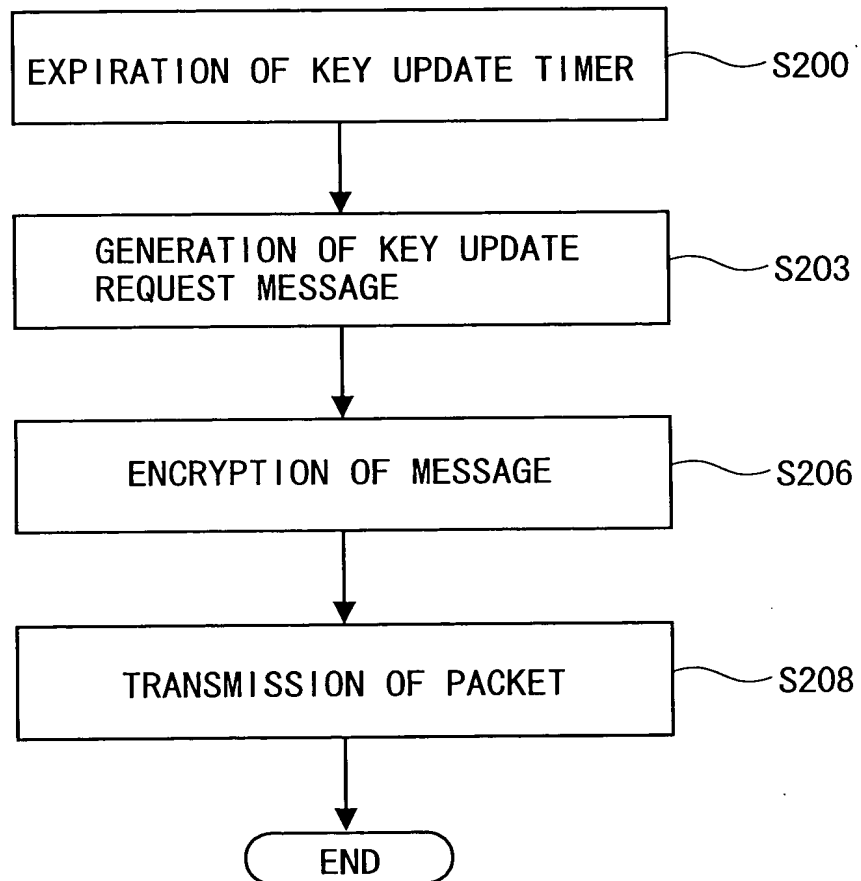 EXPIRATION OF KEY UPDATE TIMER
S200
GENERATION OF KEY UPDATE
REQUEST MESSAGE
S203
ENCRYPTION OF MESSAGE
S206
TRANSMISSION OF PACKET
S208
END